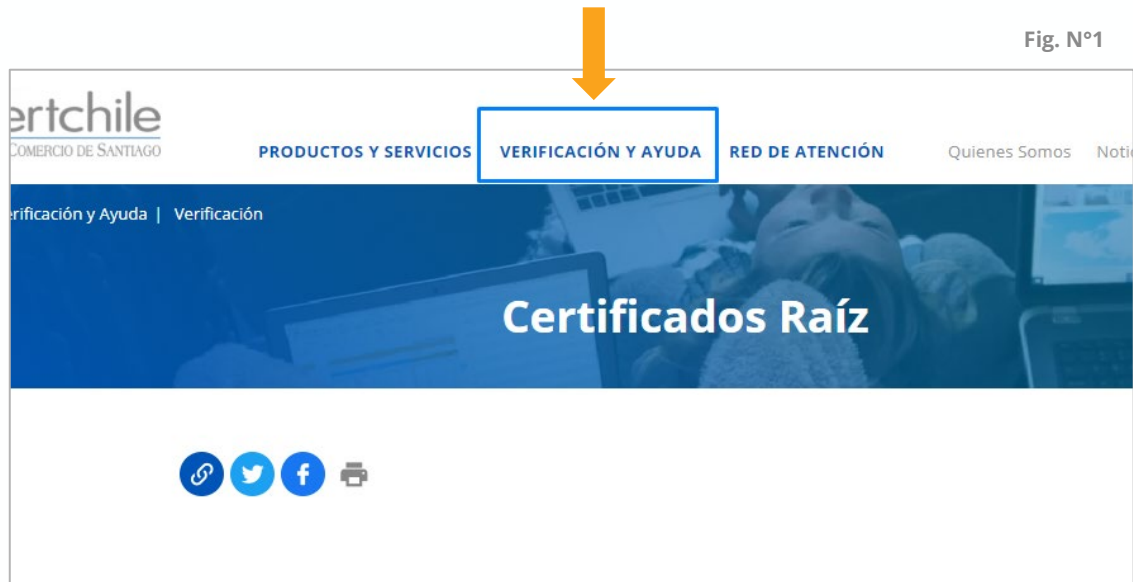 Fig. N°1
ertchile
COMERCIO DE SANTIAGO
PRODUCTOS Y SERVICIOS VERIFICACIÓN Y AYUDA RED DE ATENCIÓN Quienes Somos Notic
erificación y Ayuda | Verificación
Certificados Raíz